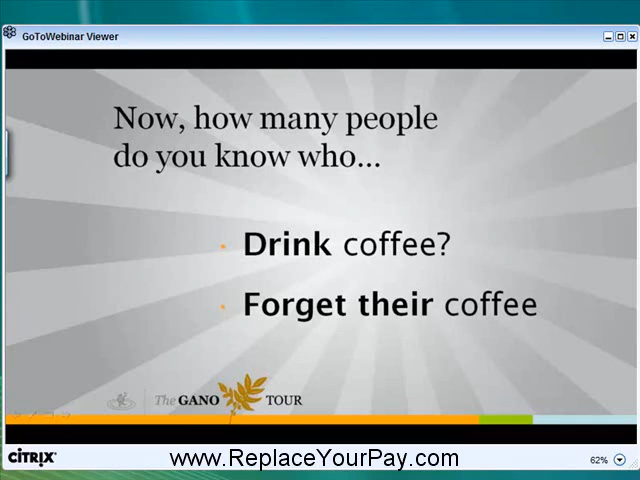 GoToWebinar Viewer
Now, how many people
do you know who...
· Drink coffee?
· Forget their coffee
The GANO TOUR
CITRIX
www.ReplaceYourPay.com
62%